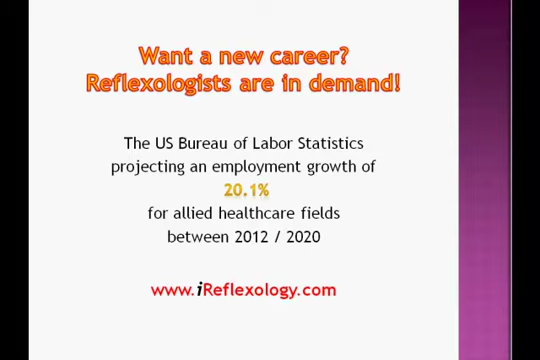 Want a new career?
Reflexologists are in demand!
The US Bureau of Labor Statistics
projecting an employment growth of
20.1%
for allied healthcare fields
between 2012 / 2020
www.iReflexology.com